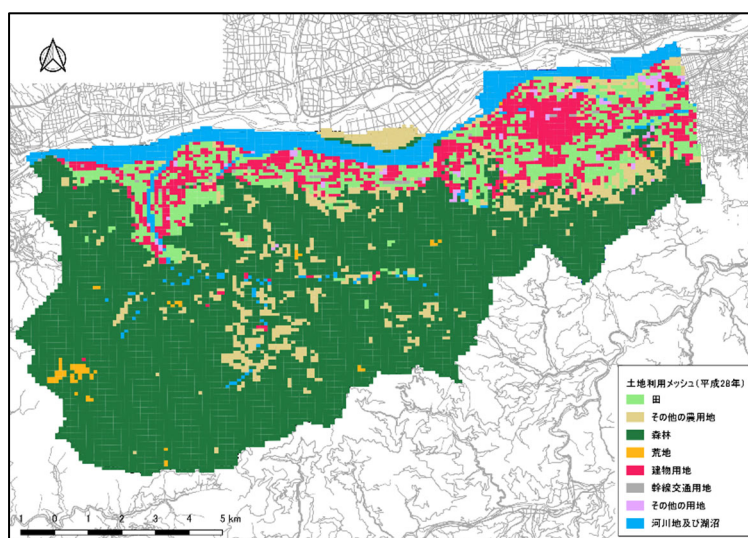 土地利用メッシュ(平成28年)
田
その他の農用地
森林
荒地
建物用地
幹線交通用地
その他の用地
河川地及び湖沼
1 0 1 2 3 4 5 km